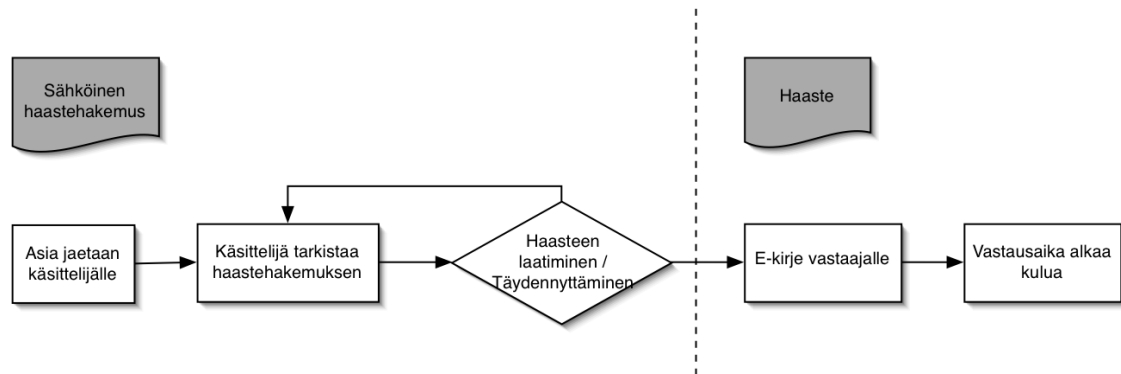 Sähköinen
haastehakemus
Haaste
Asia jaetaan
käsittelijälle
Käsittelijä tarkistaa
haastehakemuksen
Haasteen
laatiminen /
Täydennyttäminen
E-kirje vastaajalle
Vastausaika alkaa
kulua